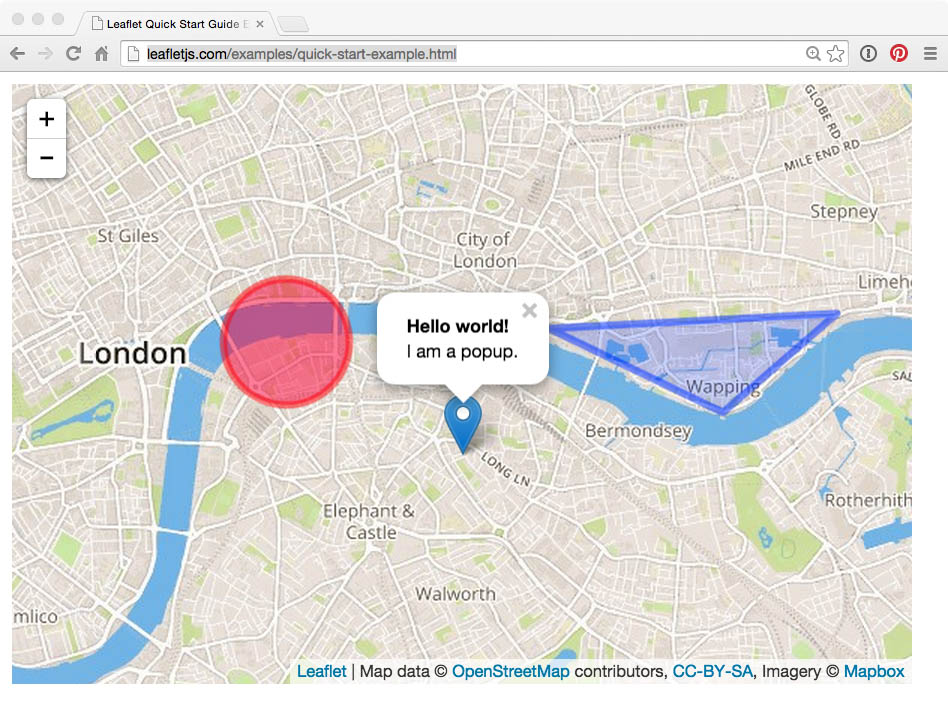 Leaflet Quick Start Guide E
leafletjs.com/examples/quick-start-example.html
+
−
GLOBE RD
MILE END RD
Stepney
St Giles
City of
London
Limeh
Hello world!
I am a popup.
×
London
Wapping
SAL
Bermondsey
LONG LN
Rotherhith
Elephant &
Castle
Walworth
mlico
Leaflet | Map data © OpenStreetMap contributors, CC-BY-SA, Imagery © Mapbox